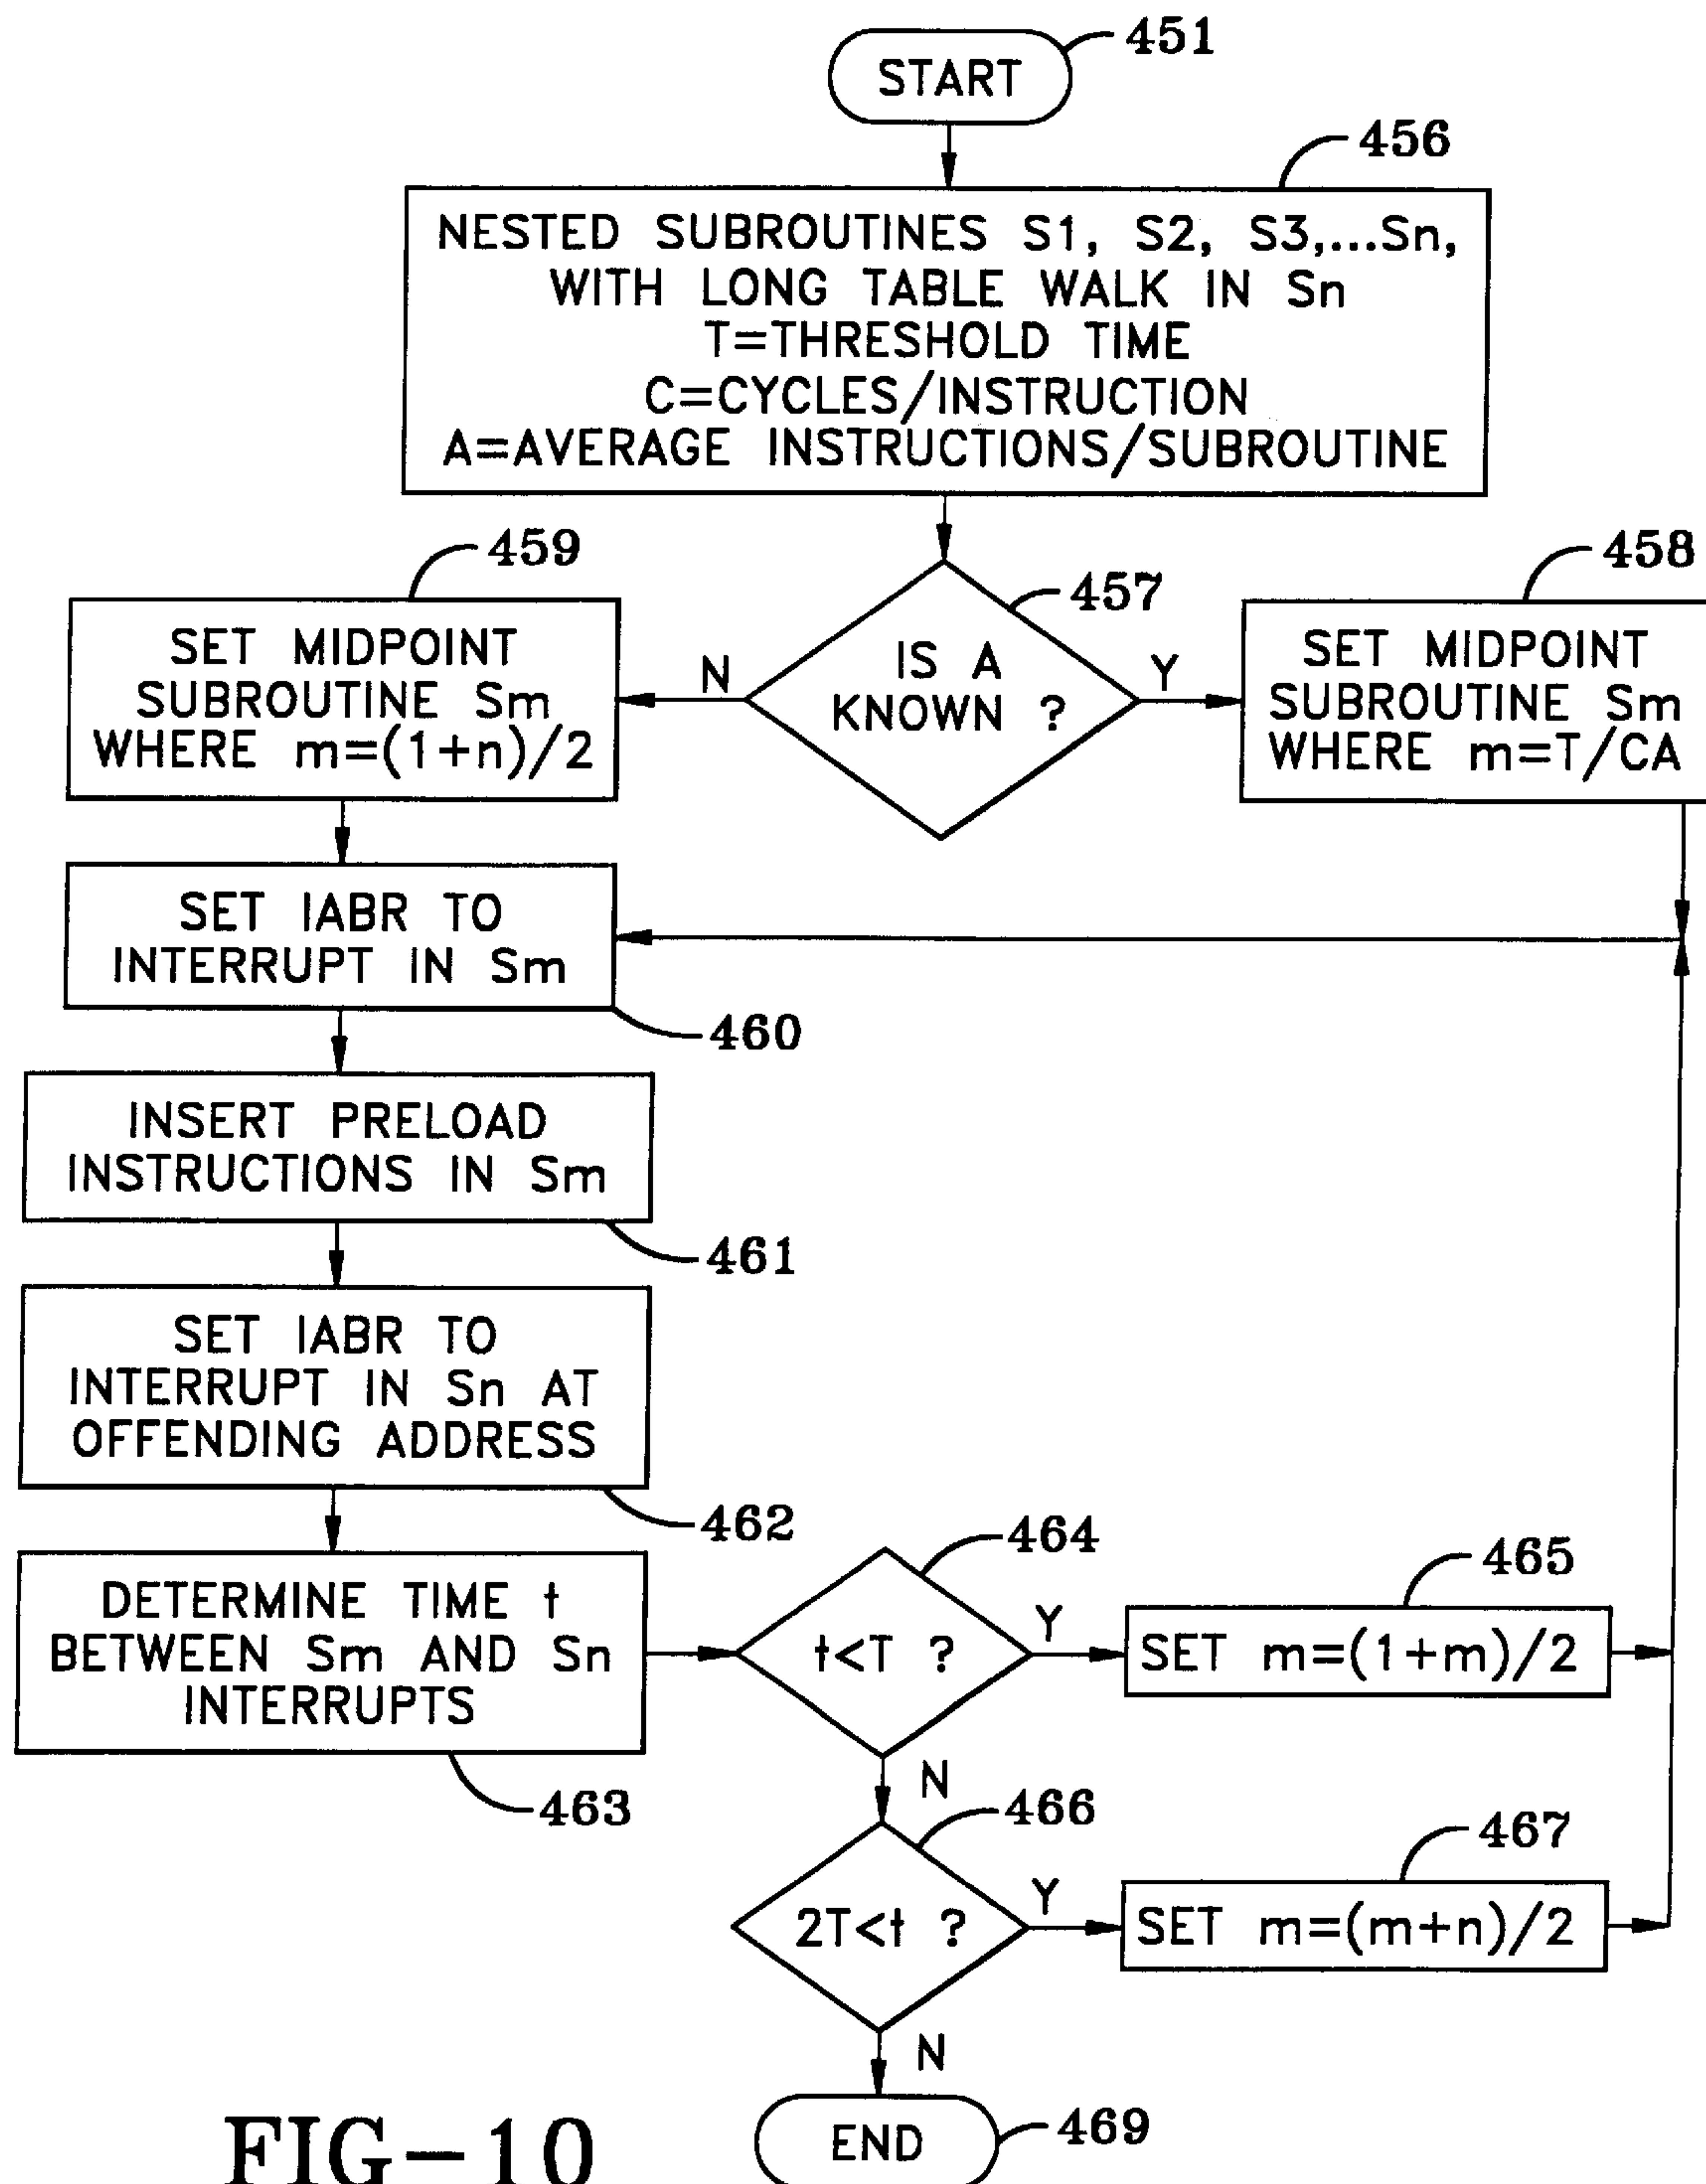 START
451
456
NESTED SUBROUTINES S1, S2, S3,...Sn,
WITH LONG TABLE WALK IN Sn
T=THRESHOLD TIME
C=CYCLES/INSTRUCTION
A=AVERAGE INSTRUCTIONS/SUBROUTINE
459
SET MIDPOINT
SUBROUTINE Sm
WHERE m=(1+n)/2
N
457
IS A
KNOWN ?
Y
458
SET MIDPOINT
SUBROUTINE Sm
WHERE m=T/CA
SET IABR TO
INTERRUPT IN Sm
460
INSERT PRELOAD
INSTRUCTIONS IN Sm
461
SET IABR TO
INTERRUPT IN Sn AT
OFFENDING ADDRESS
462
DETERMINE TIME t
BETWEEN Sm AND Sn
INTERRUPTS
463
464
t<T ?
Y
465
SET m=(1+m)/2
N
466
2T<t ?
Y
467
SET m=(m+n)/2
N
END
469
FIG-10